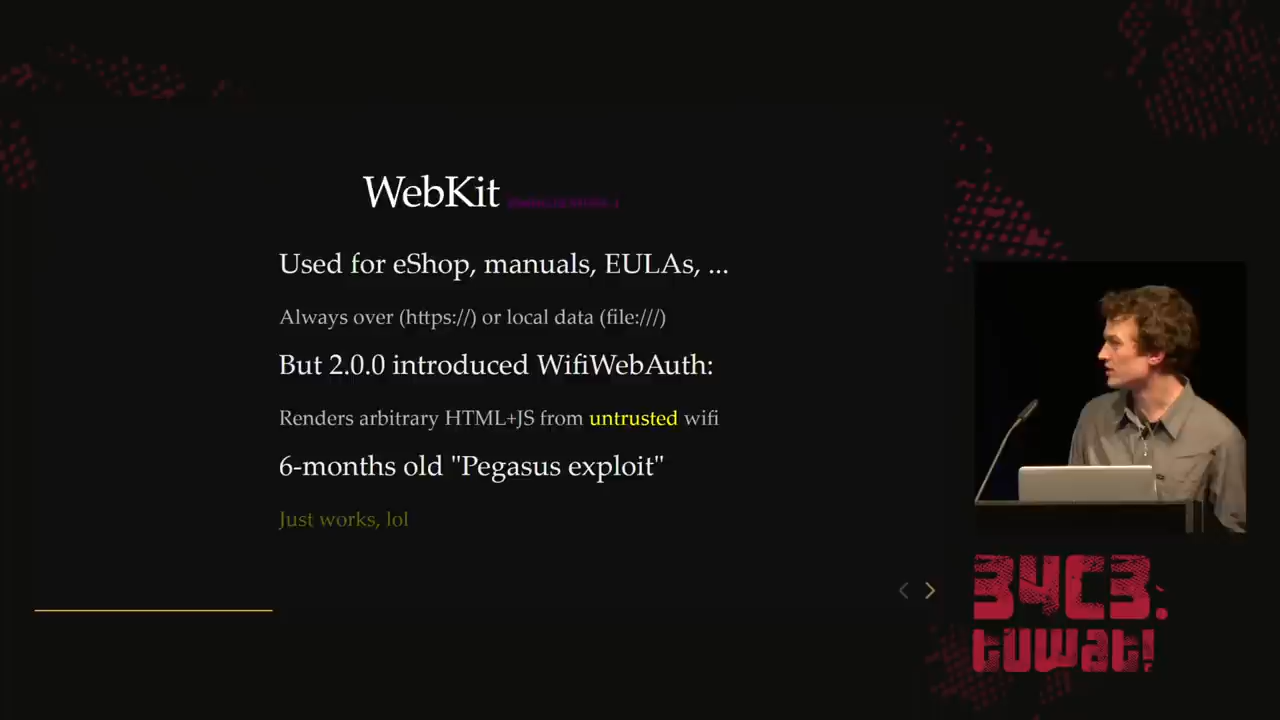 WebKit
Used for eShop, manuals, EULAs, ...
Always over (https://) or local data (file:///)
But 2.0.0 introduced WifiWebAuth:
Renders arbitrary HTML+JS from untrusted wifi
6-months old "Pegasus exploit"
Just works, lol
34C3.
tuwat!